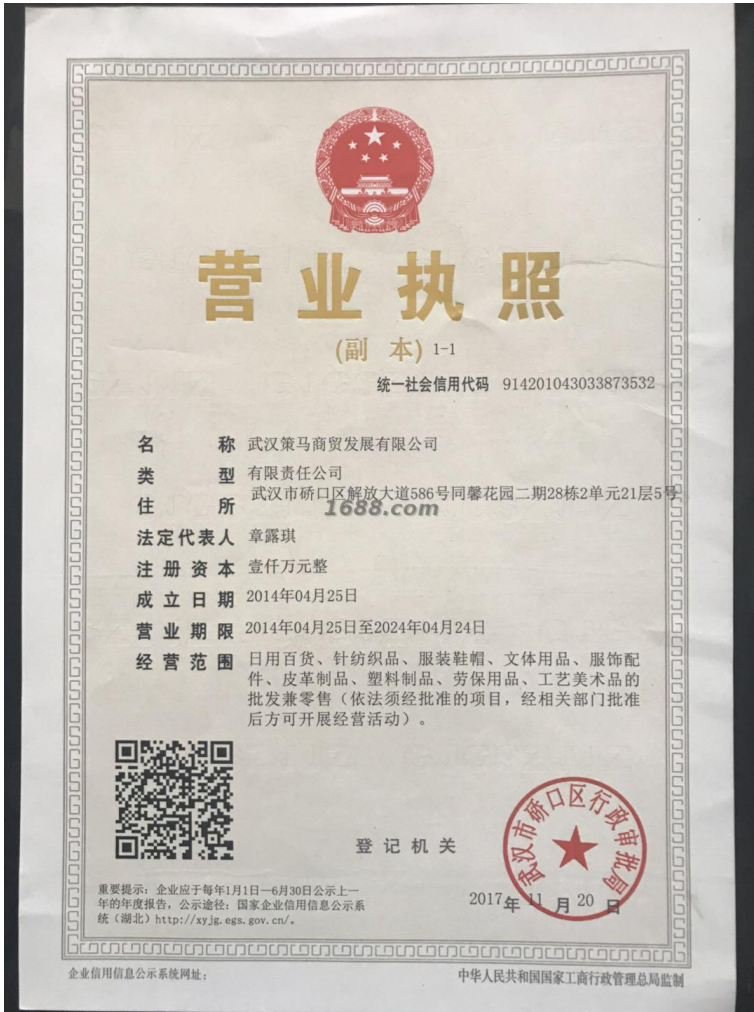 营业执照
(副 本) 1-1
统一社会信用代码 914201043033873532
名 称 武汉策马商贸发展有限公司
类 型 有限责任公司
住 所 武汉市硚口区解放大道586号同馨花园二期28栋2单元21层5号
1688.com
法定代表人 章露琪
注册资本 壹仟万元整
成立日期 2014年04月25日
营业期限 2014年04月25日至2024年04月24日
经营范围 日用百货、针纺织品、服装鞋帽、文体用品、服饰配
件、皮革制品、塑料制品、劳保用品、工艺美术品的
批发兼零售（依法须经批准的项目，经相关部门批准
后方可开展经营活动）。
登记机关
武汉市硚口区行政审批局
2017年11月20日
重要提示：企业应于每年1月1日—6月30日公示上一
年的年度报告，公示途径：国家企业信用信息公示系
统（湖北）http://xyjg.egs.gov.cn/。
企业信用信息公示系统网址：
中华人民共和国国家工商行政管理总局监制